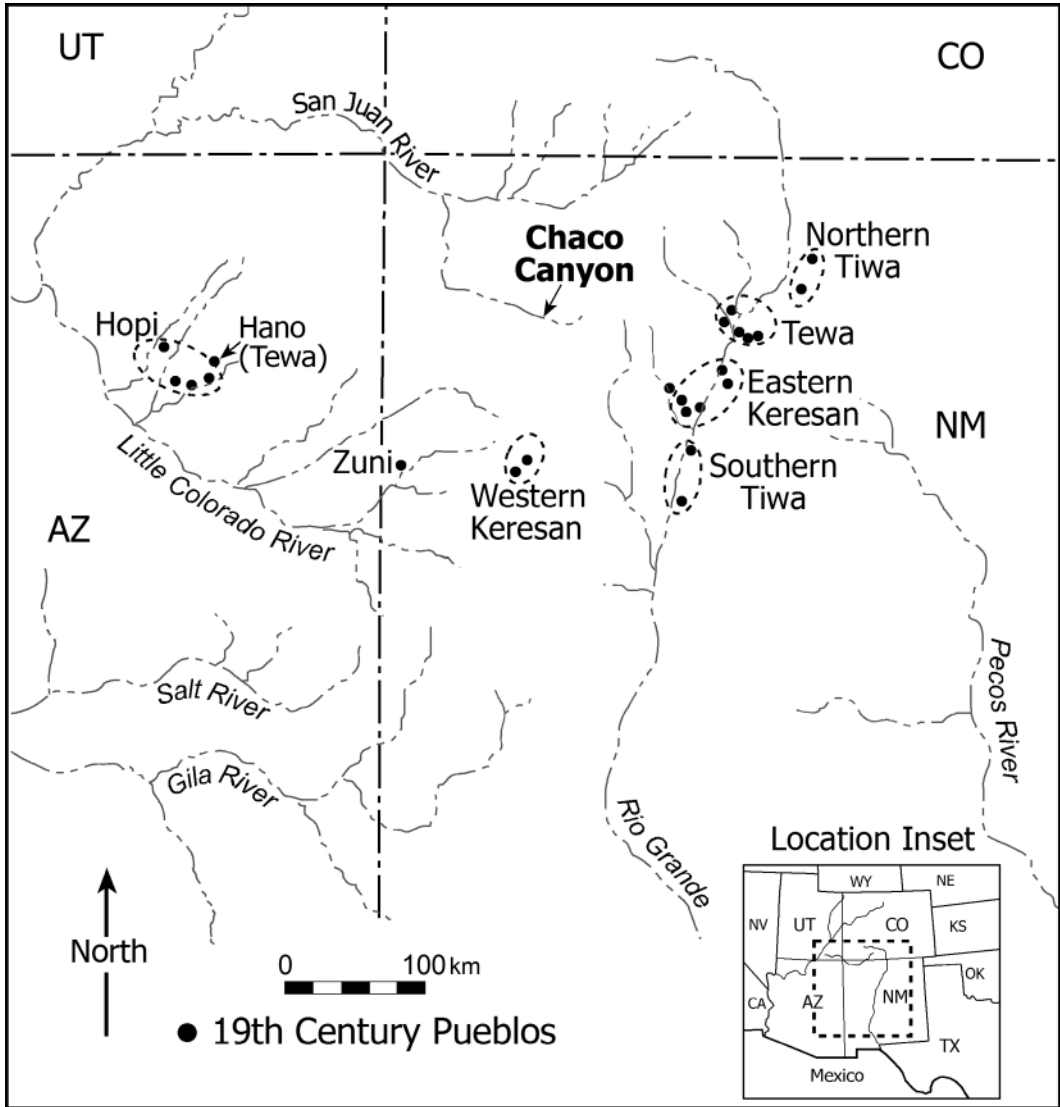 UT
CO
San Juan River
Chaco
Canyon
Northern
Tiwa
Hopi
Hano
(Tewa)
Tewa
Eastern
Keresan
NM
Little Colorado River
Zuni
Western
Keresan
Southern
Tiwa
AZ
Salt River
Gila River
Rio Grande
Pecos River
North
0
100 km
● 19th Century Pueblos
Location Inset
WY
NE
NV
UT
CO
KS
OK
CA
AZ
NM
TX
Mexico